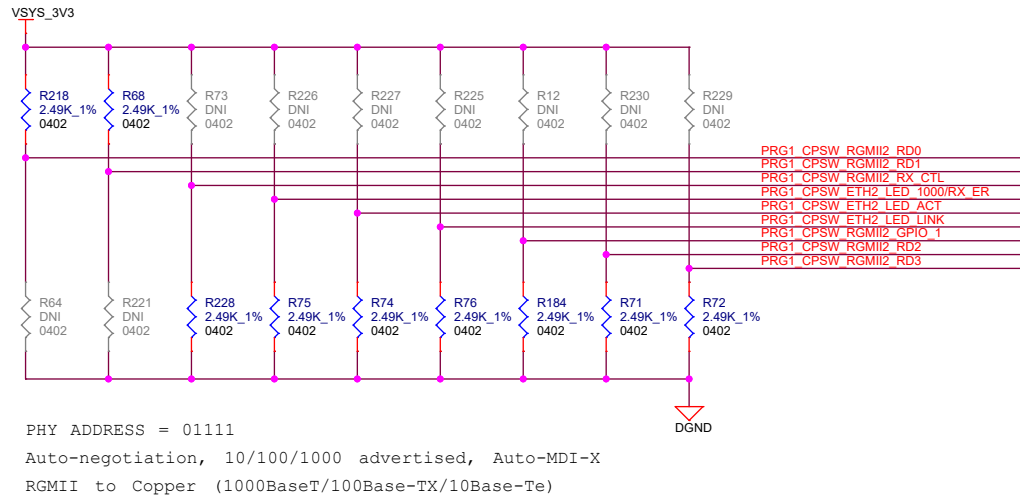 VSYS_3V3
R218
2.49K_1%
0402
R68
2.49K_1%
0402
R73
DNI
0402
R226
DNI
0402
R227
DNI
0402
R225
DNI
0402
R12
DNI
0402
R230
DNI
0402
R229
DNI
0402
PRG1_CPSW_RGMII2_RD0
PRG1_CPSW_RGMII2_RD1
PRG1_CPSW_RGMII2_RX_CTL
PRG1_CPSW_ETH2_LED_1000/RX_ER
PRG1_CPSW_ETH2_LED_ACT
PRG1_CPSW_ETH2_LED_LINK
PRG1_CPSW_RGMII2_GPIO_1
PRG1_CPSW_RGMII2_RD2
PRG1_CPSW_RGMII2_RD3
R64
DNI
0402
R221
DNI
0402
R228
2.49K_1%
0402
R75
2.49K_1%
0402
R74
2.49K_1%
0402
R76
2.49K_1%
0402
R184
2.49K_1%
0402
R71
2.49K_1%
0402
R72
2.49K_1%
0402
DGND
PHY ADDRESS = 01111
Auto-negotiation, 10/100/1000 advertised, Auto-MDI-X
RGMII to Copper (1000BaseT/100Base-TX/10Base-Te)